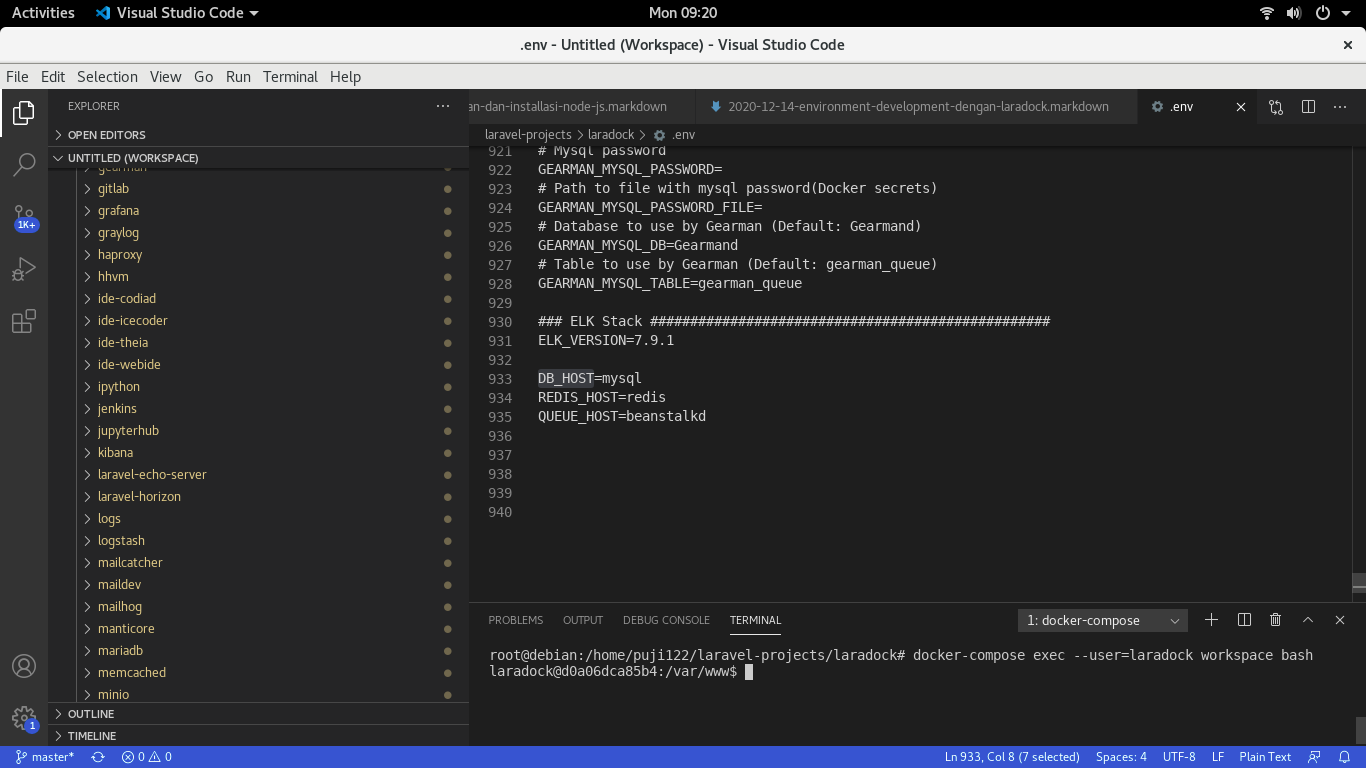 Activities
Visual Studio Code
Mon 09:20
.env - Untitled (Workspace) - Visual Studio Code
File Edit Selection View Go Run Terminal Help
EXPLORER
OPEN EDITORS
UNTITLED (WORKSPACE)
gearman
gitlab
grafana
graylog
haproxy
hhvm
ide-codiad
ide-icecoder
ide-theia
ide-webide
ipython
jenkins
jupyterhub
kibana
laravel-echo-server
laravel-horizon
logs
logstash
mailcatcher
maildev
mailhog
manticore
mariadb
memcached
minio
OUTLINE
TIMELINE
1K+
1
an-dan-installasi-node-js.markdown
2020-12-14-environment-development-dengan-laradock.markdown
.env
laravel-projects > laradock > .env
921 # Mysql password
922 GEARMAN_MYSQL_PASSWORD=
923 # Path to file with mysql password(Docker secrets)
924 GEARMAN_MYSQL_PASSWORD_FILE=
925 # Database to use by Gearman (Default: Gearmand)
926 GEARMAN_MYSQL_DB=Gearmand
927 # Table to use by Gearman (Default: gearman_queue)
928 GEARMAN_MYSQL_TABLE=gearman_queue
929
930 ### ELK Stack ##################################################
931 ELK_VERSION=7.9.1
932
933 DB_HOST=mysql
934 REDIS_HOST=redis
935 QUEUE_HOST=beanstalkd
936
937
938
939
940
PROBLEMS OUTPUT DEBUG CONSOLE TERMINAL
1: docker-compose
root@debian:/home/puji122/laravel-projects/laradock# docker-compose exec --user=laradock workspace bash
laradock@d0a06dca85b4:/var/www$
master* 0 0
Ln 933, Col 8 (7 selected) Spaces: 4 UTF-8 LF Plain Text